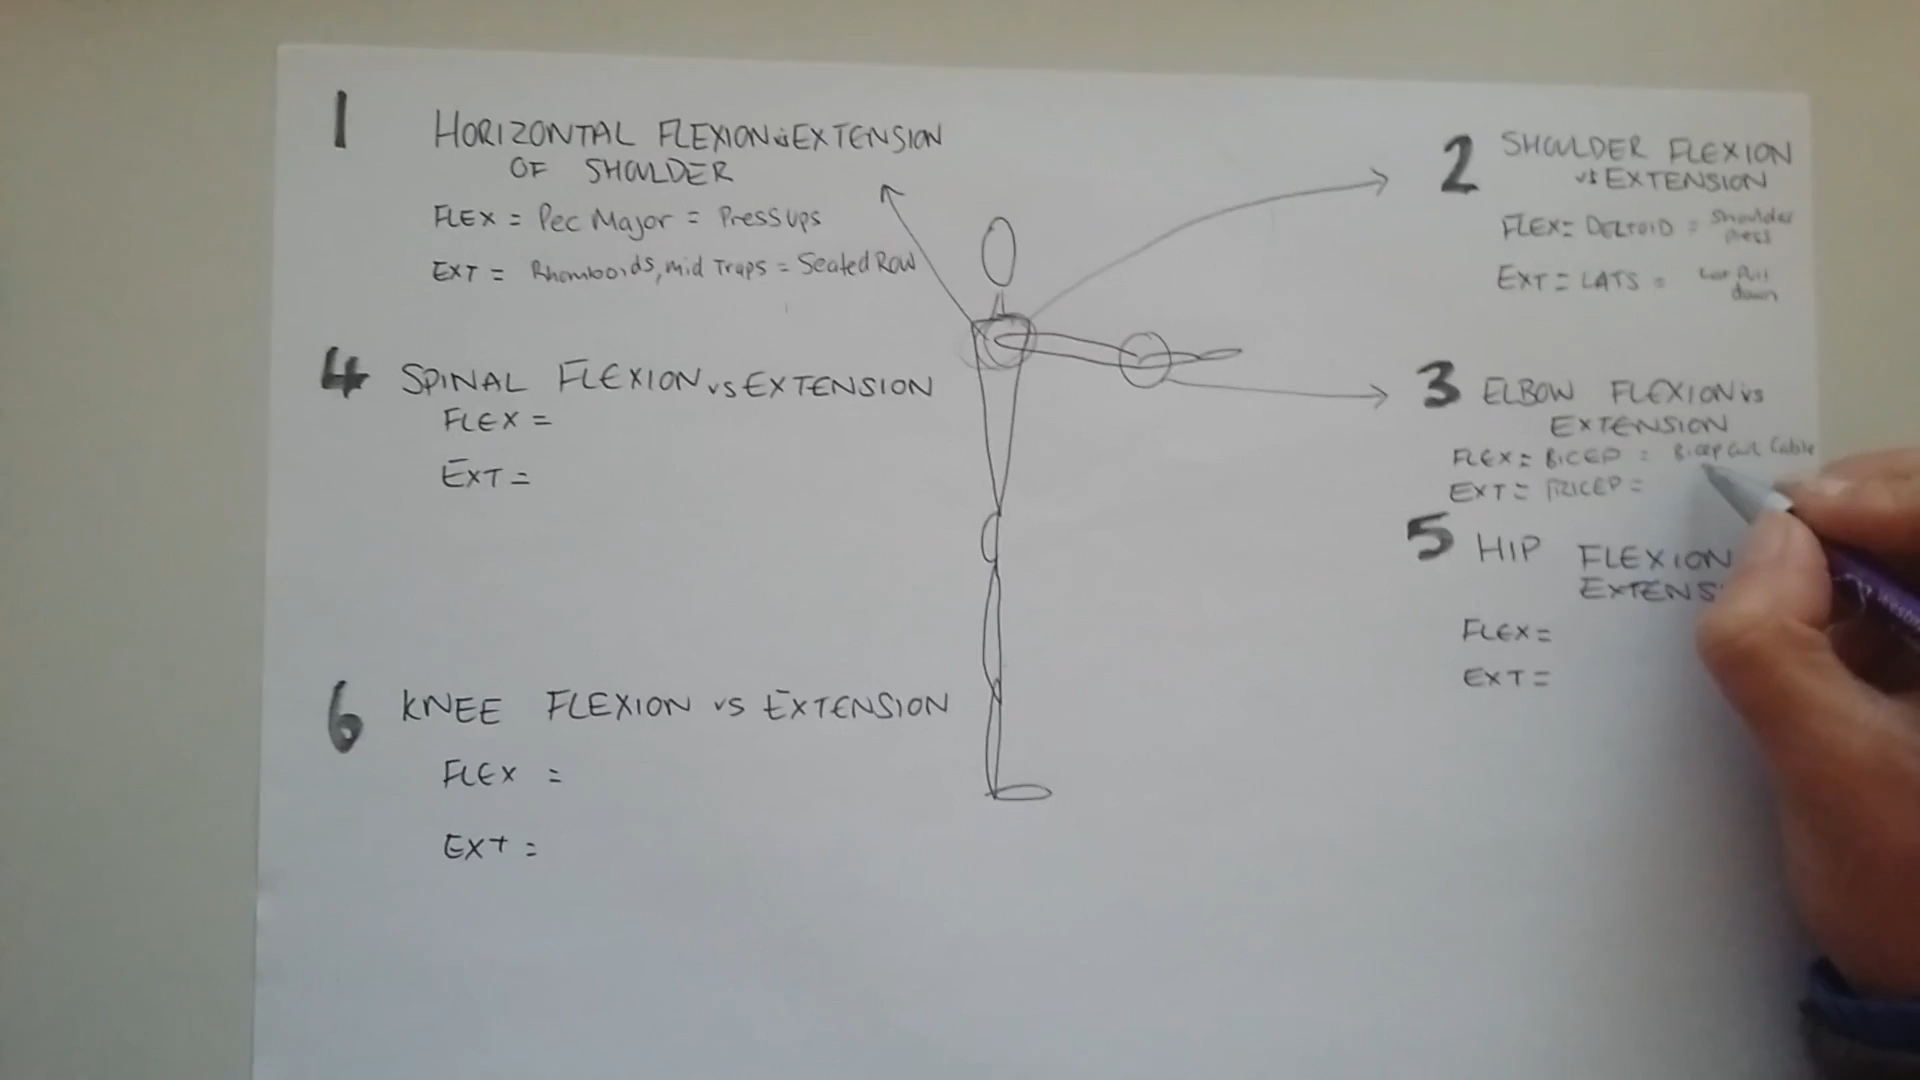 1
HORIZONTAL FLEXION vs EXTENSION
OF SHOULDER
FLEX = Pec Major = Press ups
EXT = Rhomboids, mid Traps = Seated Row
2
SHOULDER FLEXION
vs EXTENSION
FLEX = DELTOID = Shoulder
Press
EXT = LATS = Lat Pull
down
3
ELBOW FLEXION vs
EXTENSION
FLEX = BICEP = Bicep Curl Cable
EXT = TRICEP =
4
SPINAL FLEXION vs EXTENSION
FLEX =
EXT =
5
HIP FLEXION
EXTENS
FLEX =
EXT =
6
KNEE FLEXION vs EXTENSION
FLEX =
EXT =